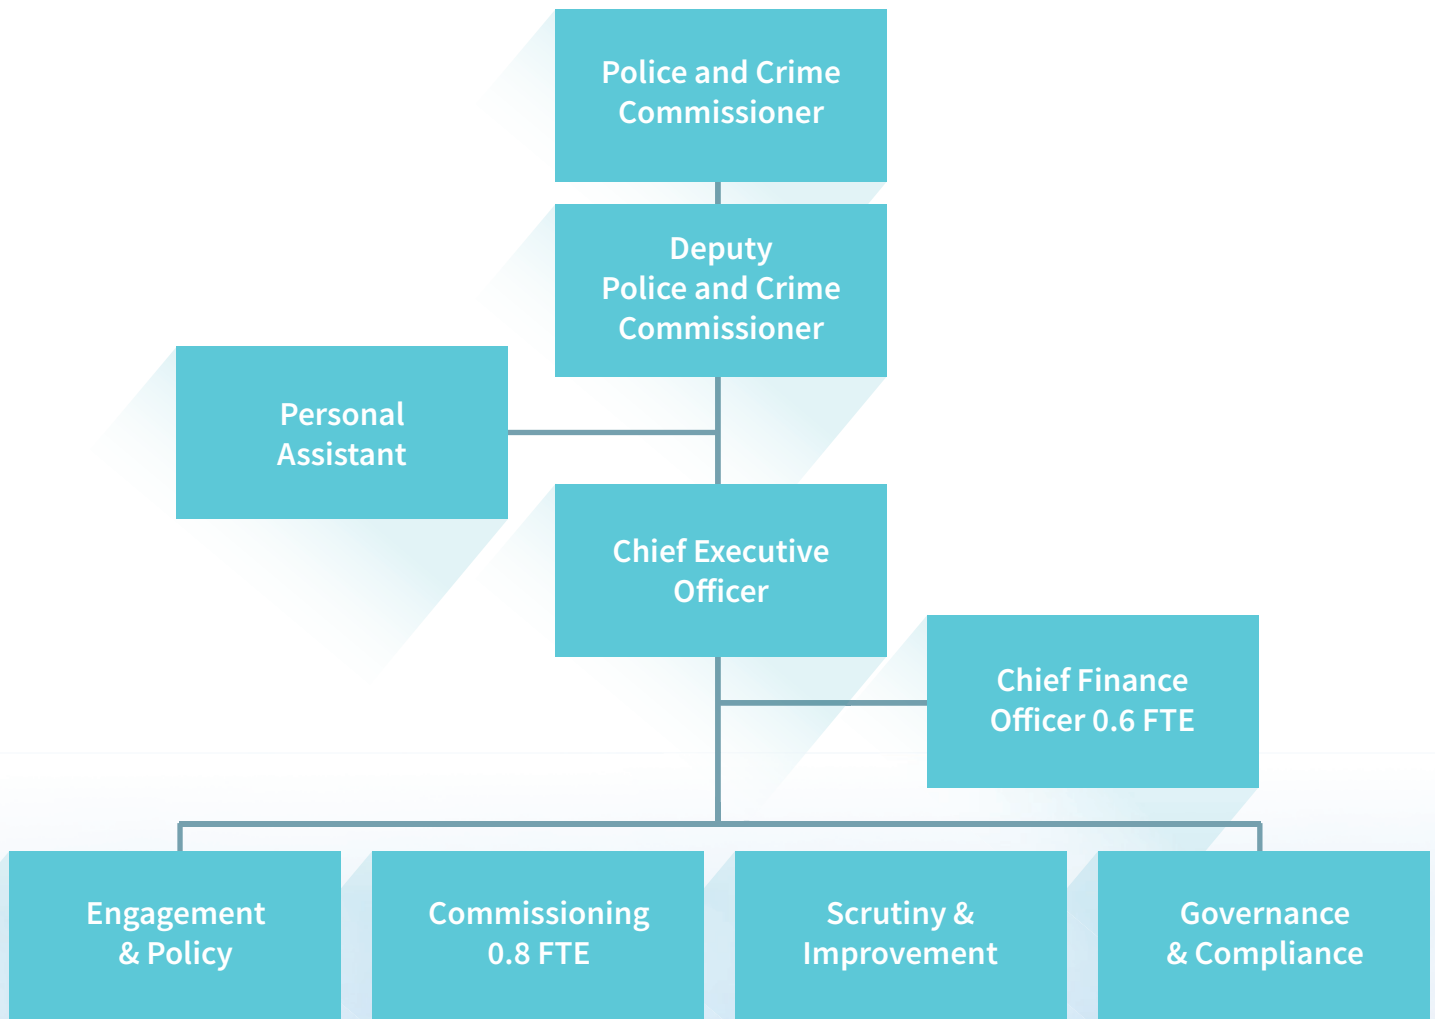 Police and Crime
Commissioner
Deputy
Police and Crime
Commissioner
Personal
Assistant
Chief Executive
Officer
Chief Finance
Officer 0.6 FTE
Engagement
& Policy
Commissioning
0.8 FTE
Scrutiny &
Improvement
Governance
& Compliance